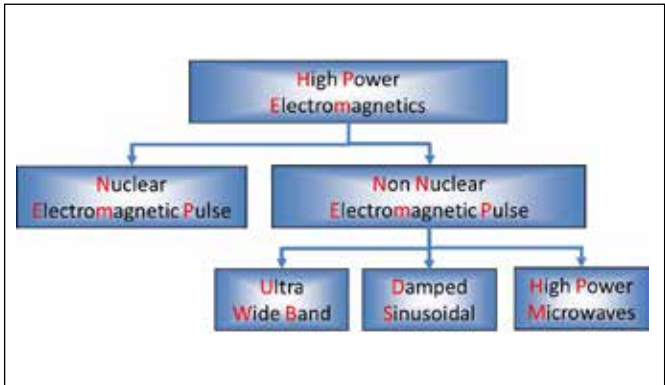 High Power
Electromagnetics
Nuclear
Electromagnetic Pulse
Non Nuclear
Electromagnetic Pulse
Ultra
Wide Band
Damped
Sinusoidal
High Power
Microwaves